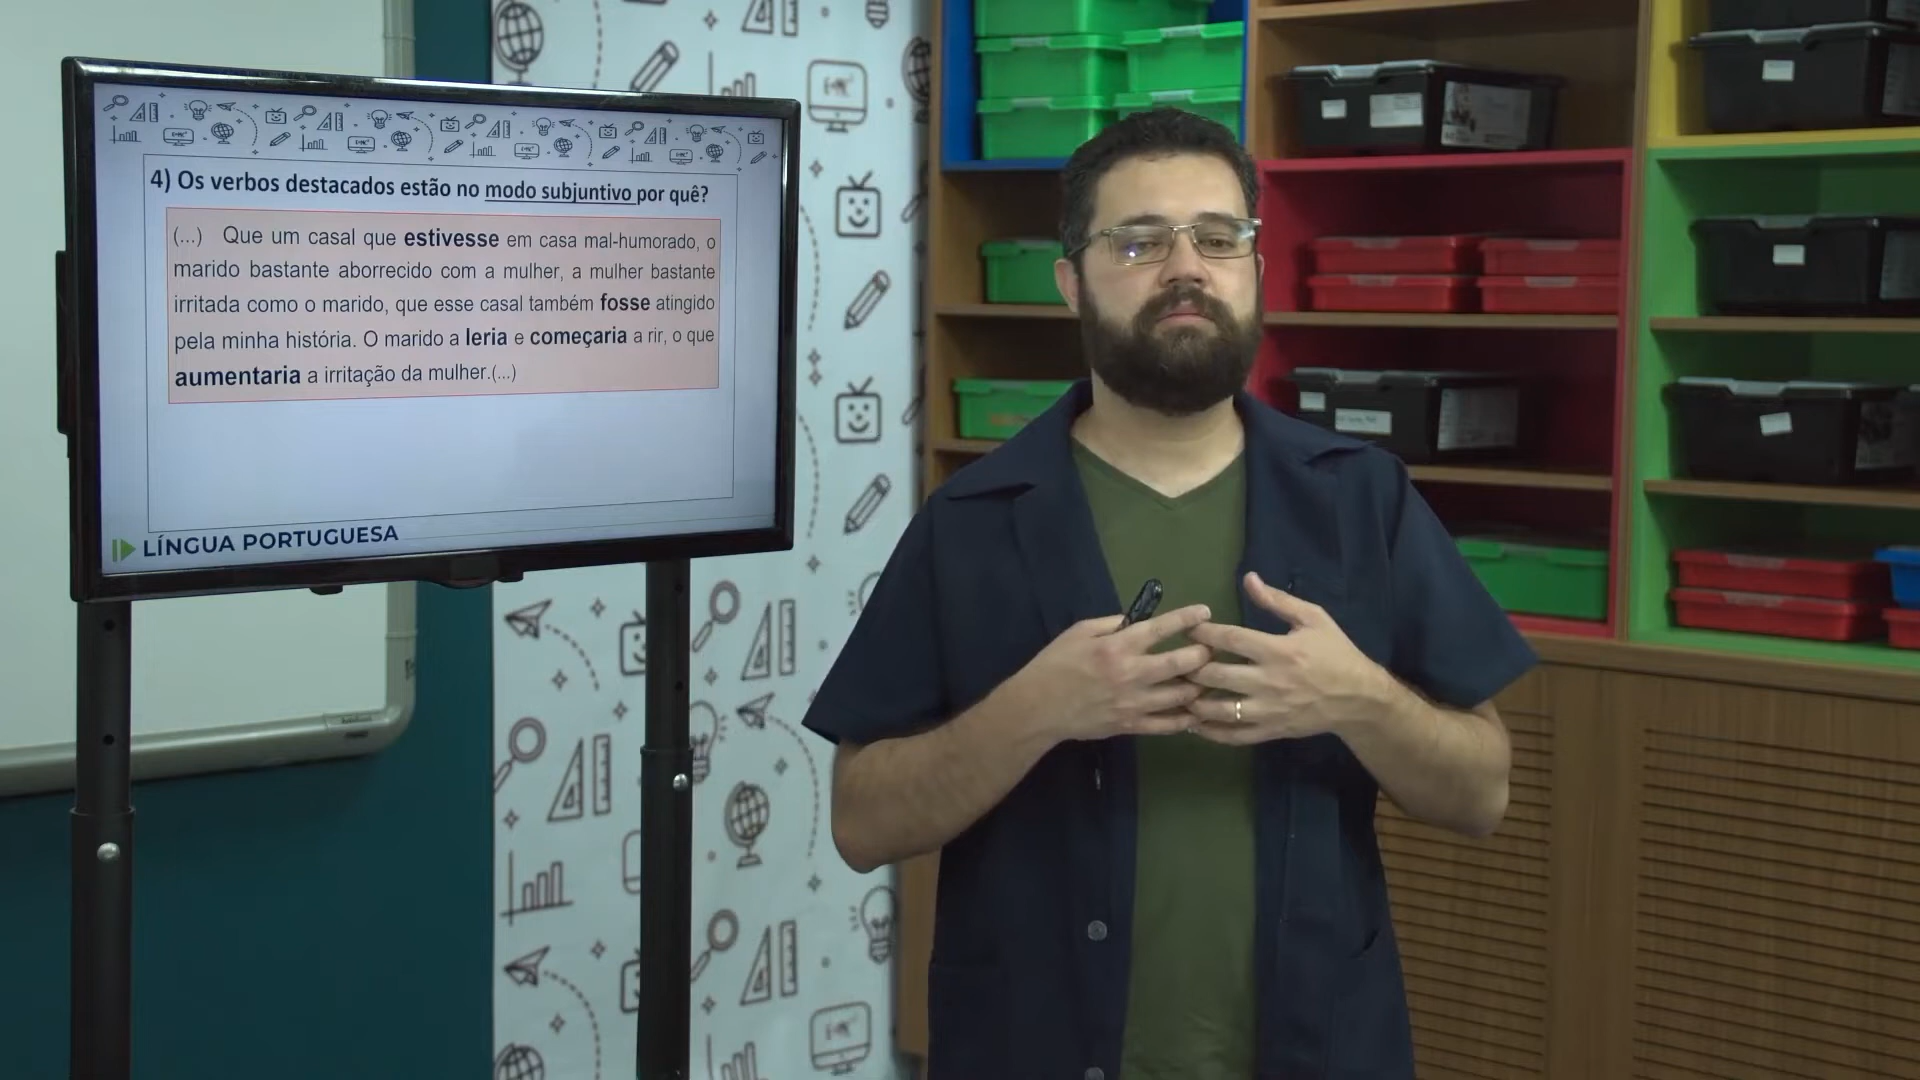 4) Os verbos destacados estão no modo subjuntivo por quê?
(...) Que um casal que estivesse em casa mal-humorado, o
marido bastante aborrecido com a mulher, a mulher bastante
irritada como o marido, que esse casal também fosse atingido
pela minha história. O marido a leria e começaria a rir, o que
aumentaria a irritação da mulher.(...)
LÍNGUA PORTUGUESA